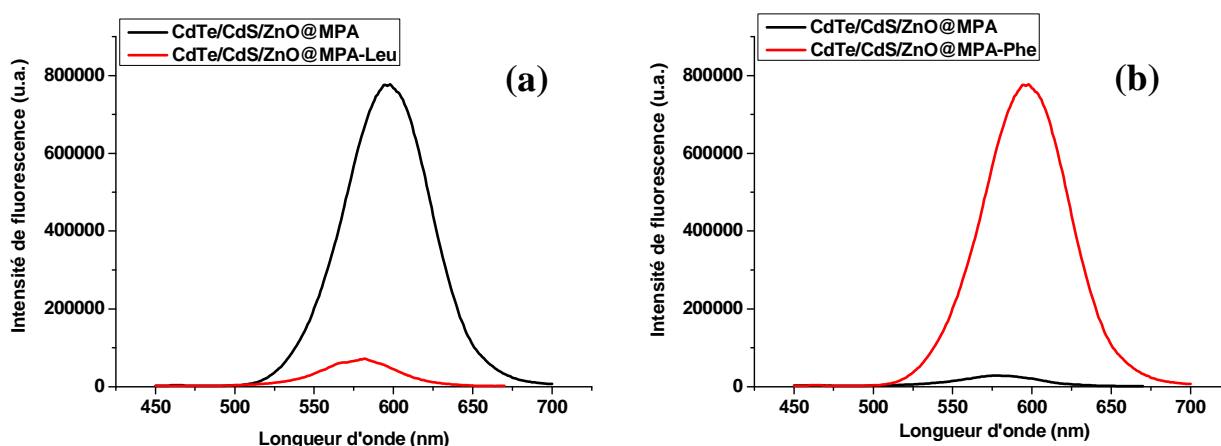 CdTe/CdS/ZnO@MPA
CdTe/CdS/ZnO@MPA-Leu
(a)
Intensité de fluorescence (u.a.)
800000
600000
400000
200000
0
450 500 550 600 650 700
Longueur d'onde (nm)
CdTe/CdS/ZnO@MPA
CdTe/CdS/ZnO@MPA-Phe
(b)
Intensité de fluorescence (u.a.)
800000
600000
400000
200000
0
450 500 550 600 650 700
Longueur d'onde (nm)